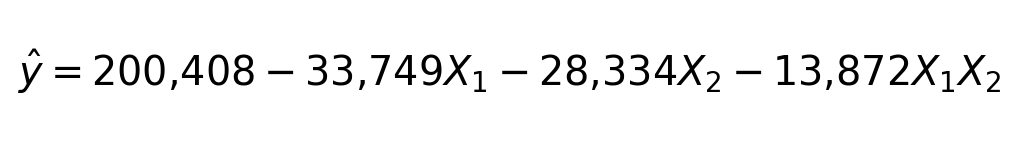 ŷ = 200,408 − 33,749X₁ − 28,334X₂ − 13,872X₁X₂